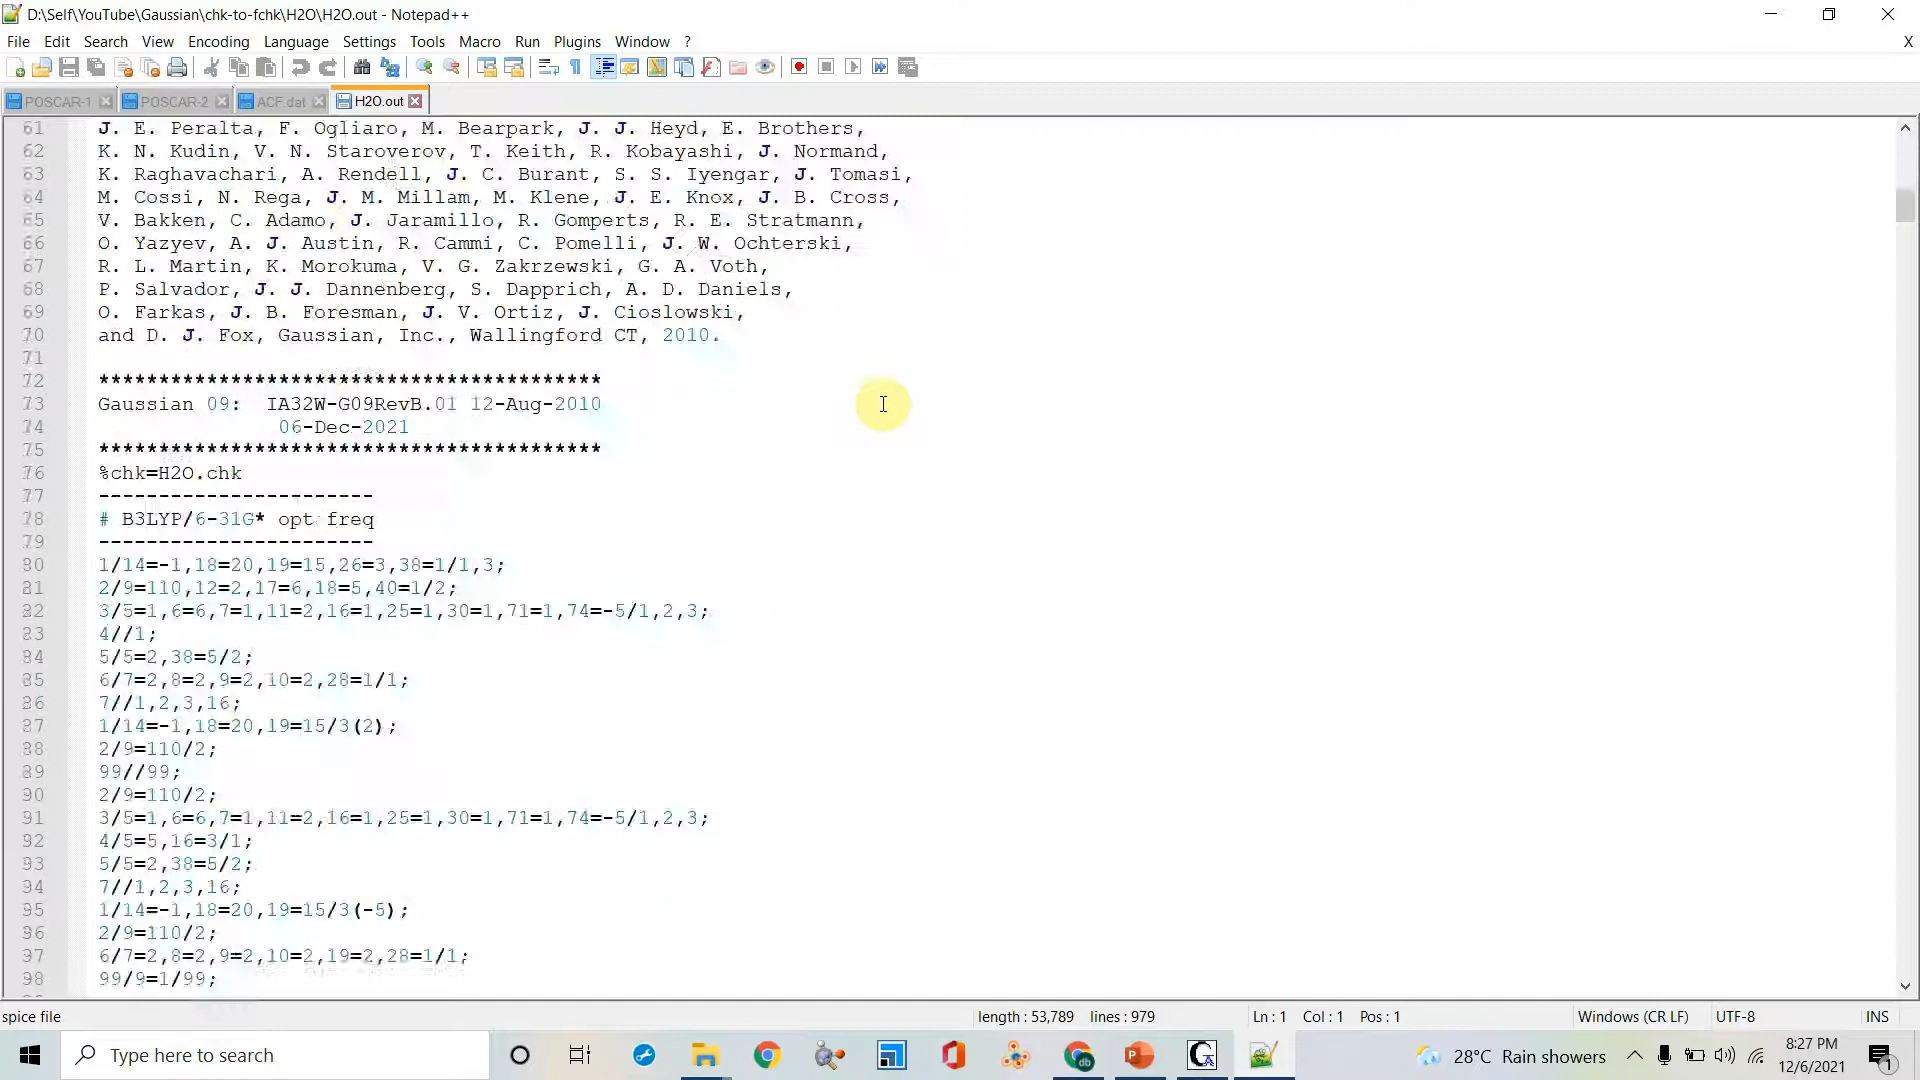 D:\Self\YouTube\Gaussian\chk-to-fchk\H2O\H2O.out - Notepad++
File Edit Search View Encoding Language Settings Tools Macro Run Plugins Window ? X
POSCAR-1 POSCAR-2 ACF.dat H2O.out
61 J. E. Peralta, F. Ogliaro, M. Bearpark, J. J. Heyd, E. Brothers,
62 K. N. Kudin, V. N. Staroverov, T. Keith, R. Kobayashi, J. Normand,
63 K. Raghavachari, A. Rendell, J. C. Burant, S. S. Iyengar, J. Tomasi,
64 M. Cossi, N. Rega, J. M. Millam, M. Klene, J. E. Knox, J. B. Cross,
65 V. Bakken, C. Adamo, J. Jaramillo, R. Gomperts, R. E. Stratmann,
66 O. Yazyev, A. J. Austin, R. Cammi, C. Pomelli, J. W. Ochterski,
67 R. L. Martin, K. Morokuma, V. G. Zakrzewski, G. A. Voth,
68 P. Salvador, J. J. Dannenberg, S. Dapprich, A. D. Daniels,
69 O. Farkas, J. B. Foresman, J. V. Ortiz, J. Cioslowski,
70 and D. J. Fox, Gaussian, Inc., Wallingford CT, 2010.
71
72 ******************************************
73 Gaussian 09: IA32W-G09RevB.01 12-Aug-2010
74 06-Dec-2021
75 ******************************************
76 %chk=H2O.chk
77 -----------------------
78 # B3LYP/6-31G* opt freq
79 -----------------------
80 1/14=-1,18=20,19=15,26=3,38=1/1,3;
81 2/9=110,12=2,17=6,18=5,40=1/2;
82 3/5=1,6=6,7=1,11=2,16=1,25=1,30=1,71=1,74=-5/1,2,3;
83 4//1;
84 5/5=2,38=5/2;
85 6/7=2,8=2,9=2,10=2,28=1/1;
86 7//1,2,3,16;
87 1/14=-1,18=20,19=15/3(2);
88 2/9=110/2;
89 99//99;
90 2/9=110/2;
91 3/5=1,6=6,7=1,11=2,16=1,25=1,30=1,71=1,74=-5/1,2,3;
92 4/5=5,16=3/1;
93 5/5=2,38=5/2;
94 7//1,2,3,16;
95 1/14=-1,18=20,19=15/3(-5);
96 2/9=110/2;
97 6/7=2,8=2,9=2,10=2,19=2,28=1/1;
98 99/9=1/99;
spice file length : 53,789 lines : 979 Ln : 1 Col : 1 Pos : 1 Windows (CR LF) UTF-8 INS
Type here to search 28°C Rain showers 8:27 PM
12/6/2021 1